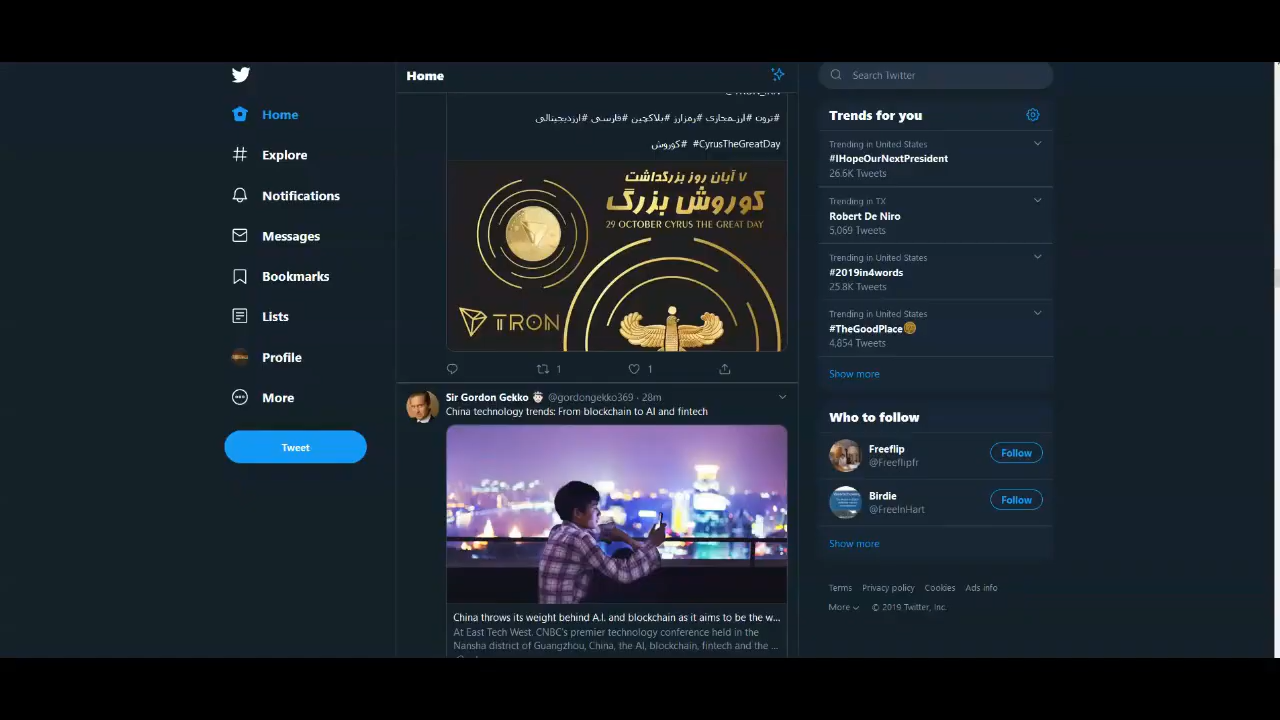 Home
Explore
Notifications
Messages
Bookmarks
Lists
Profile
More
Tweet
Home
#ترون #ارز_مجازی #رمزارز #بلاکچین #فارسی #ارزدیجیتالی
#CyrusTheGreatDay #کوروش
۷ آبان روز بزرگداشت
کوروش بزرگ
29 OCTOBER CYRUS THE GREAT DAY
TRON
1 1
Sir Gordon Gekko @gordongekko369 · 28m
China technology trends: From blockchain to AI and fintech
China throws its weight behind A.I. and blockchain as it aims to be the w...
At East Tech West, CNBC's premier technology conference held in the
Nansha district of Guangzhou, China, the AI, blockchain, fintech and the ...
Search Twitter
Trends for you
Trending in United States
#IHopeOurNextPresident
26.6K Tweets
Trending in TX
Robert De Niro
5,069 Tweets
Trending in United States
#2019in4words
25.8K Tweets
Trending in United States
#TheGoodPlace
4,854 Tweets
Show more
Who to follow
Freeflip
@Freeflipfr
Follow
Birdie
@FreeInHart
Follow
Show more
Terms Privacy policy Cookies Ads info
More © 2019 Twitter, Inc.